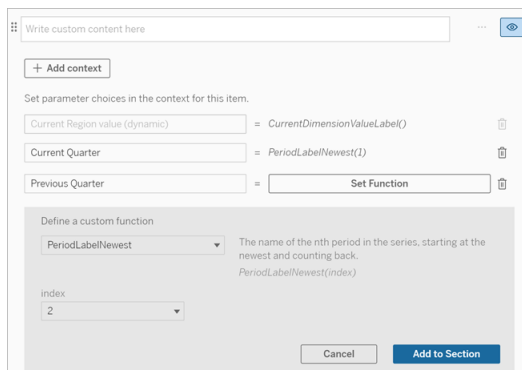 Write custom content here
+ Add context
Set parameter choices in the context for this item.
Current Region value (dynamic) = CurrentDimensionValueLabel()
Current Quarter = PeriodLabelNewest(1)
Previous Quarter = Set Function
Define a custom function
PeriodLabelNewest
The name of the nth period in the series, starting at the
newest and counting back.
PeriodLabelNewest(index)
index
2
Cancel Add to Section